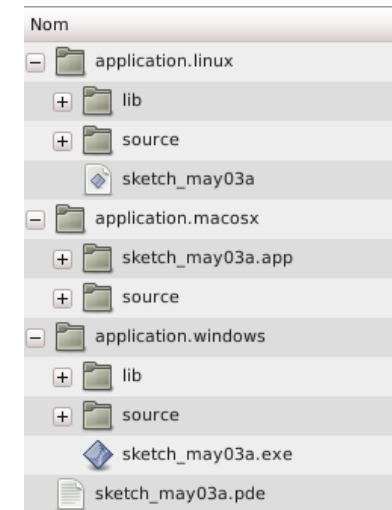 Nom
application.linux
lib
source
sketch_may03a
application.macosx
sketch_may03a.app
source
application.windows
lib
source
sketch_may03a.exe
sketch_may03a.pde